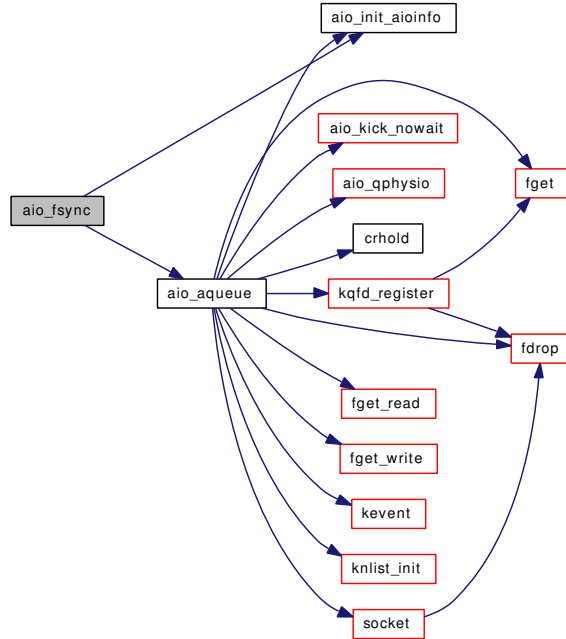 aio_init_aioinfo
aio_kick_nowait
aio_qphysio
fget
aio_fsync
crhold
aio_aqueue
kqfd_register
fdrop
fget_read
fget_write
kevent
knlist_init
socket